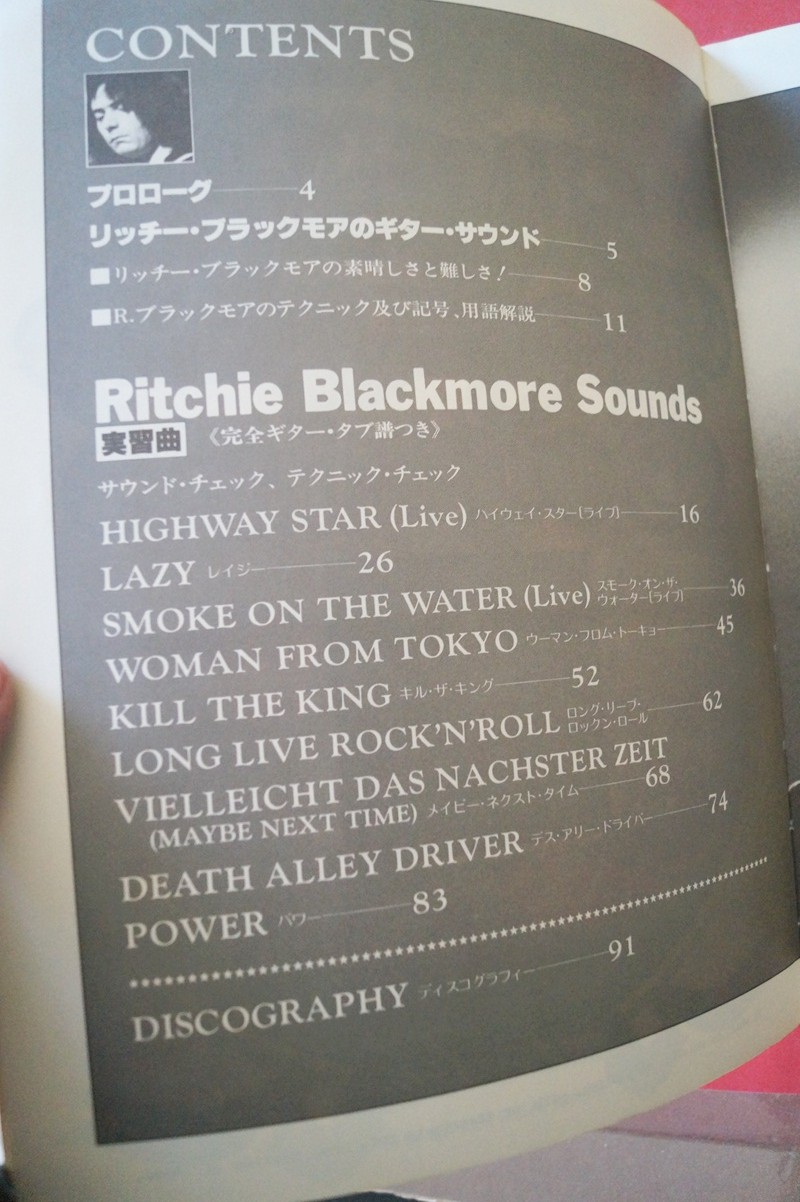 CONTENTS
プロローグ 4
リッチー・ブラックモアのギター・サウンド 5
■リッチー・ブラックモアの素晴しさと難しさ! 8
■R.ブラックモアのテクニック及び記号、用語解説 11
Ritchie Blackmore Sounds
実習曲 《完全ギター・タブ譜つき》
サウンド・チェック、テクニック・チェック
HIGHWAY STAR (Live) ハイウェイ・スター〔ライブ〕 16
LAZY レイジー 26
SMOKE ON THE WATER (Live) スモーク・オン・ザ・ウォーター〔ライブ〕 36
WOMAN FROM TOKYO ウーマン・フロム・トーキョー 45
KILL THE KING キル・ザ・キング 52
LONG LIVE ROCK'N'ROLL ロング・リーブ・ロックン・ロール 62
VIELLEICHT DAS NACHSTER ZEIT
(MAYBE NEXT TIME) メイビー・ネクスト・タイム 68
DEATH ALLEY DRIVER デス・アリー・ドライバー 74
POWER パワー 83
DISCOGRAPHY ディスコグラフィー 91